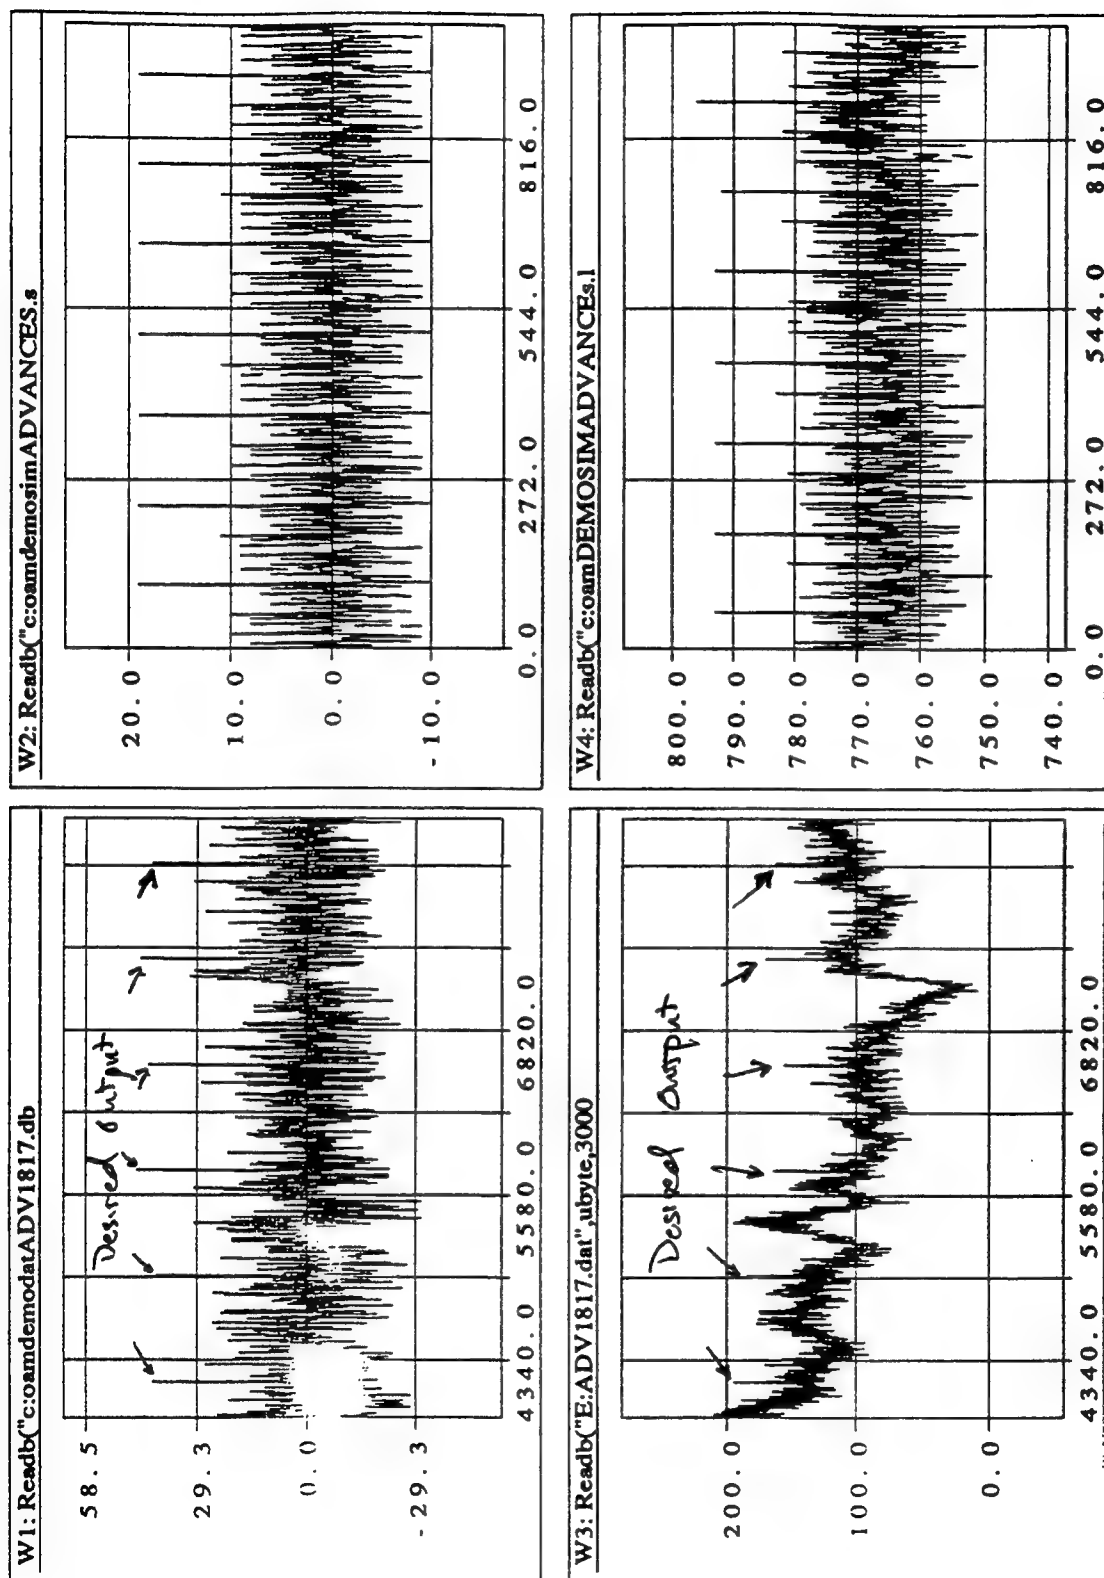 W1: Readb("c:oamdemodatADV1817.db
58.5
29.3
0.0
-29.3
4340.0 5580.0 6820.0
Desired Output
W2: Readb("c:oamdemosimADVANCES.s
20.0
10.0
0.0
-10.0
0.0 272.0 544.0 816.0
W3: Readb("E:ADV1817.dat",ubyte,3000
200.0
100.0
0.0
4340.0 5580.0 6820.0
Desired Output
W4: Readb("c:oamDEMOSIMADVANCEs.l
800.0
790.0
780.0
770.0
760.0
750.0
740.0
0.0 272.0 544.0 816.0